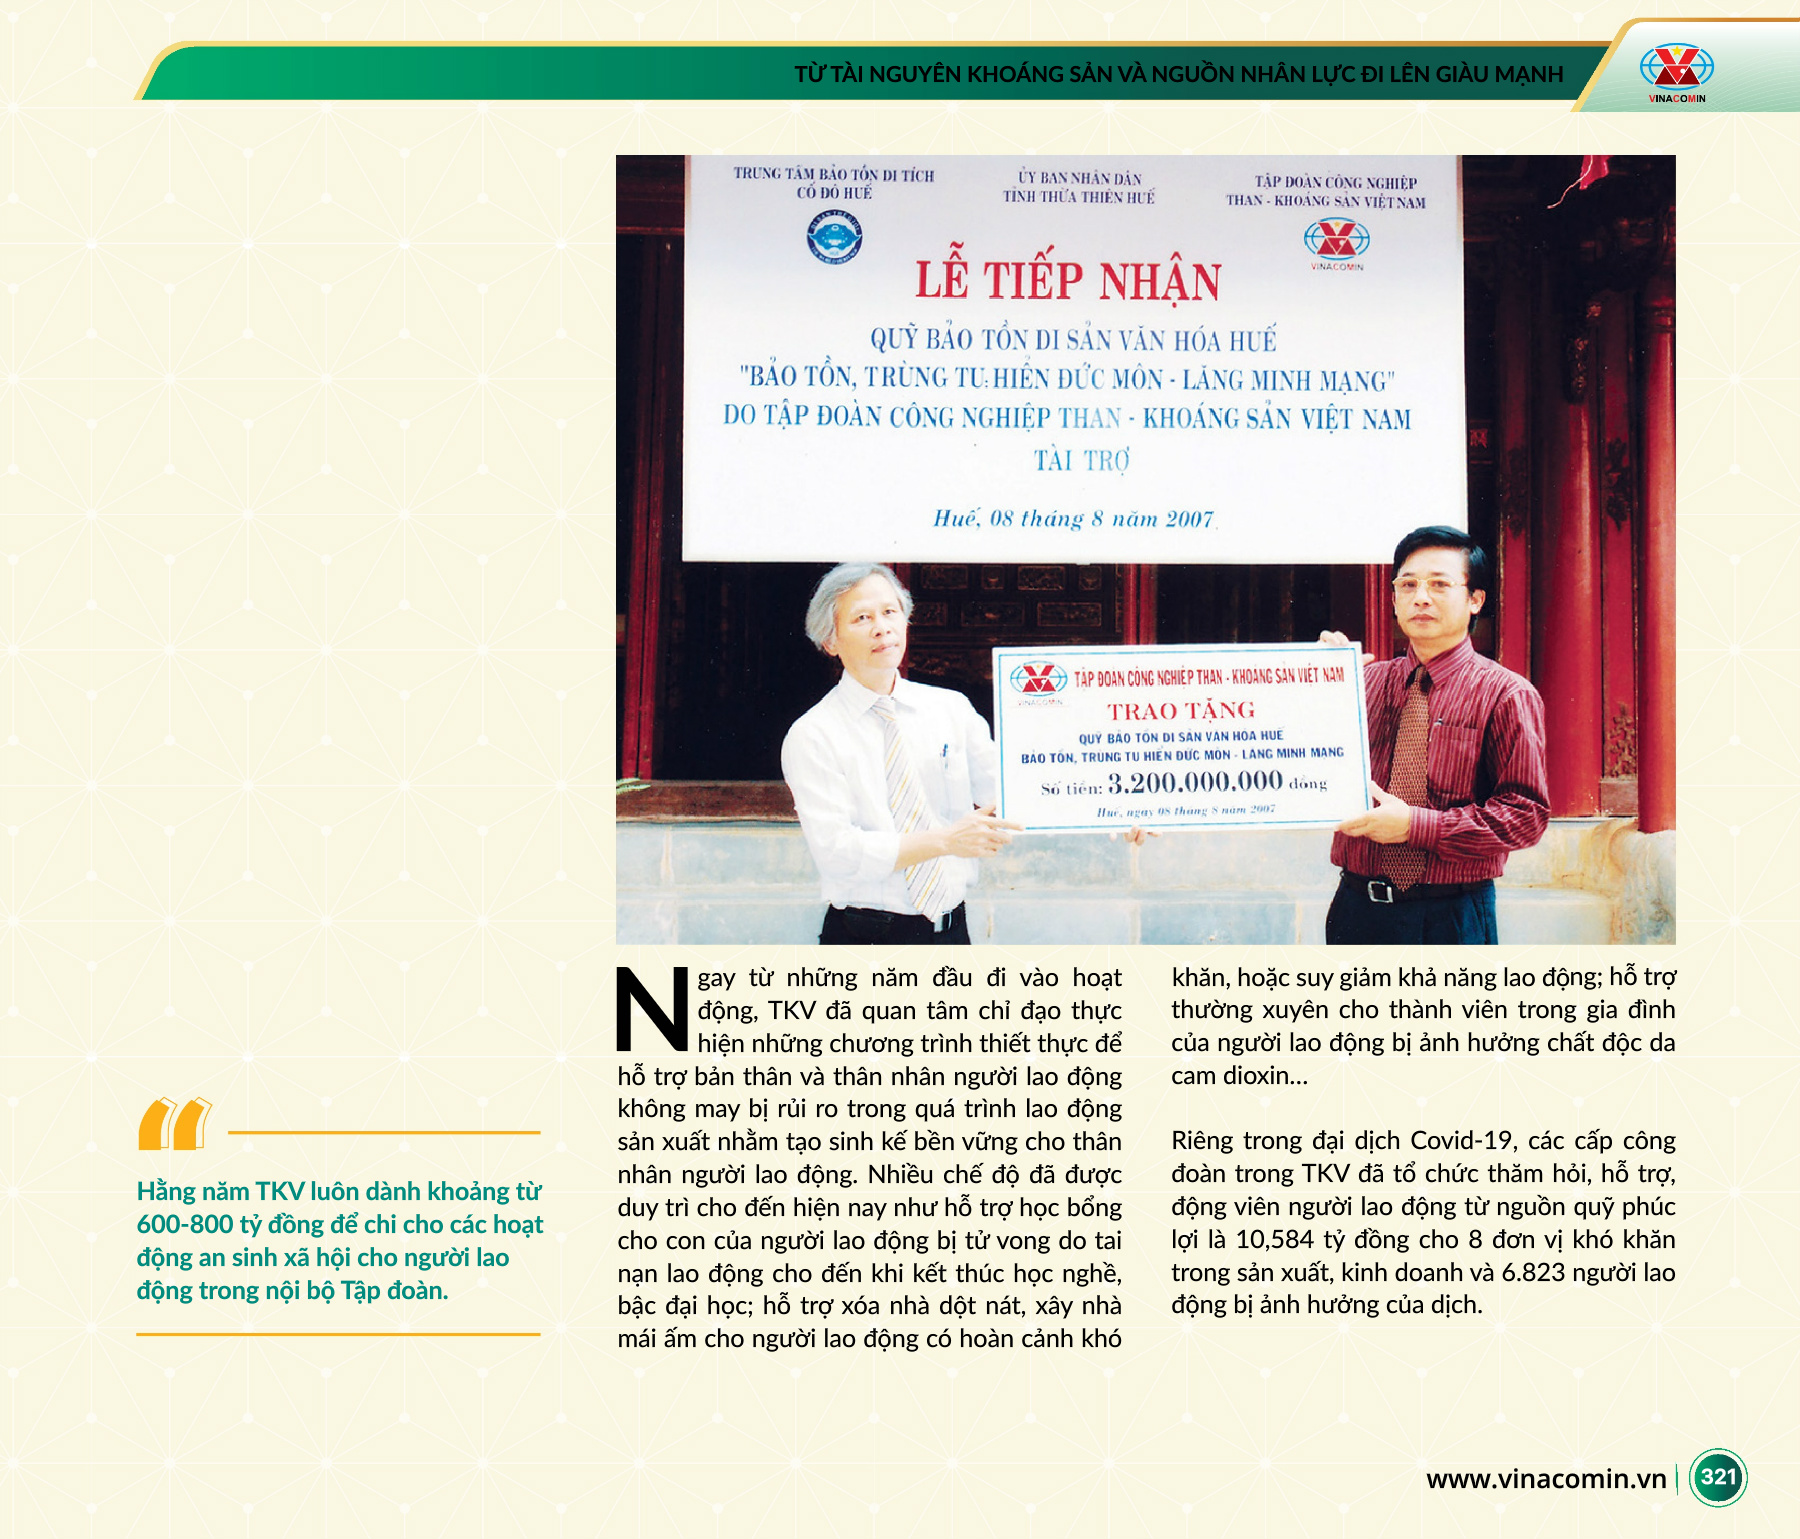 TỪ TÀI NGUYÊN KHOÁNG SẢN VÀ NGUỒN NHÂN LỰC ĐI LÊN GIÀU MẠNH
VINACOMIN
TRUNG TÂM BẢO TỒN DI TÍCH
CỐ ĐÔ HUẾ
ỦY BAN NHÂN DÂN
TỈNH THỪA THIÊN HUẾ
TẬP ĐOÀN CÔNG NGHIỆP
THAN - KHOÁNG SẢN VIỆT NAM
VINACOMIN
LỄ TIẾP NHẬN
QUỸ BẢO TỒN DI SẢN VĂN HÓA HUẾ
"BẢO TỒN, TRÙNG TU: HIỂN ĐỨC MÔN - LĂNG MINH MẠNG"
DO TẬP ĐOÀN CÔNG NGHIỆP THAN - KHOÁNG SẢN VIỆT NAM
TÀI TRỢ
Huế, 08 tháng 8 năm 2007
VINACOMIN
TẬP ĐOÀN CÔNG NGHIỆP THAN - KHOÁNG SẢN VIỆT NAM
TRAO TẶNG
QUỸ BẢO TỒN DI SẢN VĂN HÓA HUẾ
BẢO TỒN, TRÙNG TU HIỂN ĐỨC MÔN - LĂNG MINH MẠNG
Số tiền: 3.200.000.000 đồng
Huế, ngày 08 tháng 8 năm 2007
Ngay từ những năm đầu đi vào hoạt
động, TKV đã quan tâm chỉ đạo thực
hiện những chương trình thiết thực để
hỗ trợ bản thân và thân nhân người lao động
không may bị rủi ro trong quá trình lao động
sản xuất nhằm tạo sinh kế bền vững cho thân
nhân người lao động. Nhiều chế độ đã được
duy trì cho đến hiện nay như hỗ trợ học bổng
cho con của người lao động bị tử vong do tai
nạn lao động cho đến khi kết thúc học nghề,
bậc đại học; hỗ trợ xóa nhà dột nát, xây nhà
mái ấm cho người lao động có hoàn cảnh khó
khăn, hoặc suy giảm khả năng lao động; hỗ trợ
thường xuyên cho thành viên trong gia đình
của người lao động bị ảnh hưởng chất độc da
cam dioxin...
Riêng trong đại dịch Covid-19, các cấp công
đoàn trong TKV đã tổ chức thăm hỏi, hỗ trợ,
động viên người lao động từ nguồn quỹ phúc
lợi là 10,584 tỷ đồng cho 8 đơn vị khó khăn
trong sản xuất, kinh doanh và 6.823 người lao
động bị ảnh hưởng của dịch.
Hằng năm TKV luôn dành khoảng từ
600-800 tỷ đồng để chi cho các hoạt
động an sinh xã hội cho người lao
động trong nội bộ Tập đoàn.
www.vinacomin.vn
321